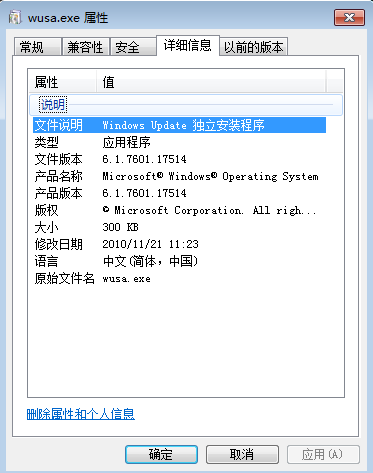 wusa.exe 属性
常规 兼容性 安全 详细信息 以前的版本
属性 值
说明
文件说明 Windows Update 独立安装程序
类型 应用程序
文件版本 6.1.7601.17514
产品名称 Microsoft® Windows® Operating System
产品版本 6.1.7601.17514
版权 © Microsoft Corporation. All righ...
大小 300 KB
修改日期 2010/11/21 11:23
语言 中文(简体，中国)
原始文件名 wusa.exe
删除属性和个人信息
确定 取消 应用(A)